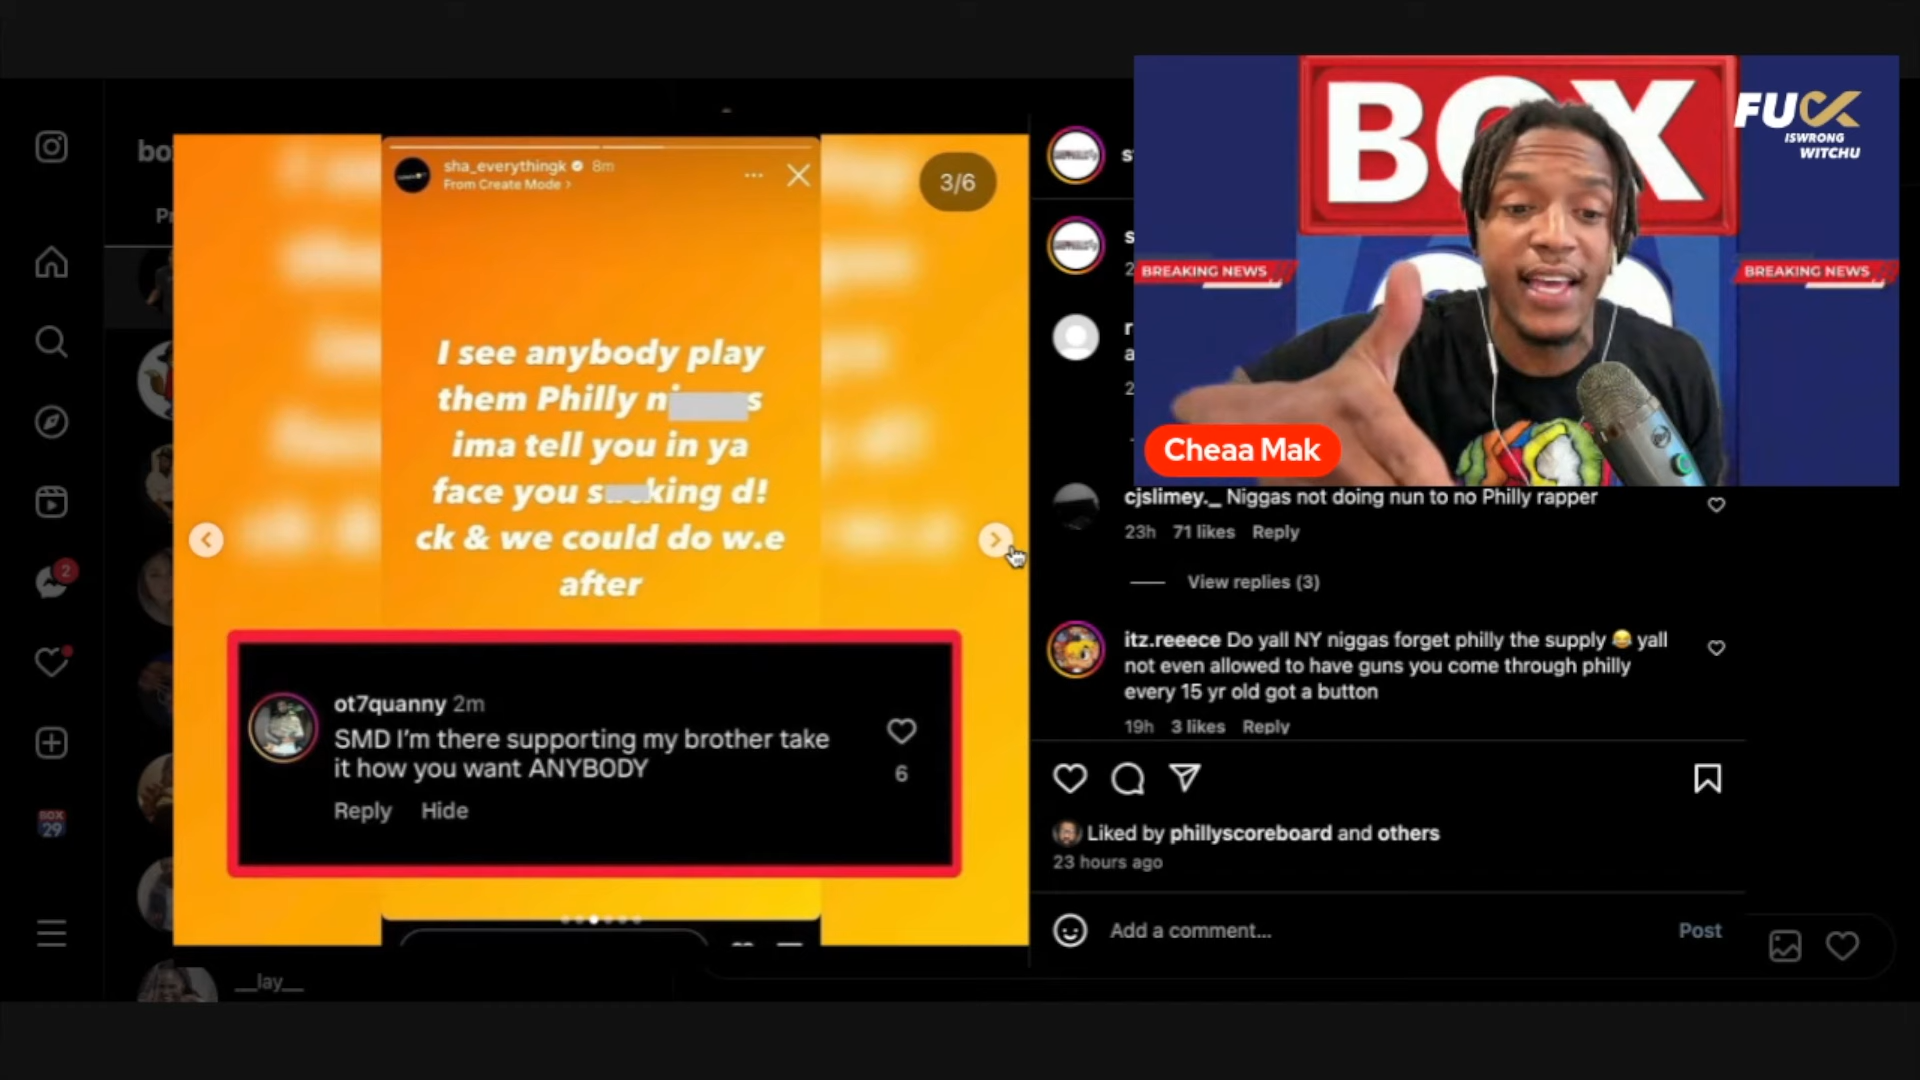 bo
sha_everythingk 8m
From Create Mode >
3/6
I see anybody play
them Philly ni s
ima tell you in ya
face you s king d!
ck & we could do w.e
after
ot7quanny 2m
SMD I'm there supporting my brother take
it how you want ANYBODY
6
Reply Hide
BOX
FUCK
ISWRONG
WITCHU
BREAKING NEWS
BREAKING NEWS
Cheaa Mak
cjslimey._ Niggas not doing nun to no Philly rapper
23h 71 likes Reply
View replies (3)
itz.reeece Do yall NY niggas forget philly the supply 😂 yall
not even allowed to have guns you come through philly
every 15 yr old got a button
19h 3 likes Reply
Liked by phillyscoreboard and others
23 hours ago
Add a comment...
Post
2
BOX
29
__lay__